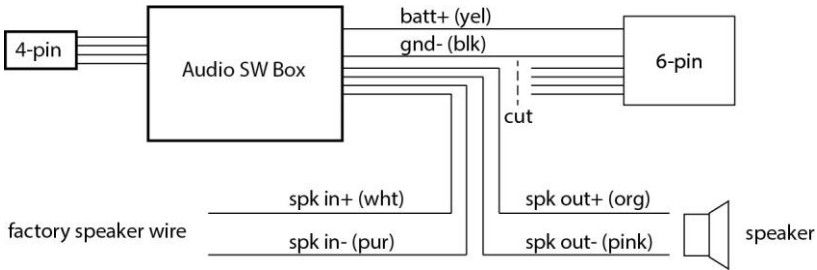 batt+ (yel)
gnd- (blk)
4-pin
Audio SW Box
6-pin
cut
spk in+ (wht)
spk out+ (org)
factory speaker wire
speaker
spk in- (pur)
spk out- (pink)